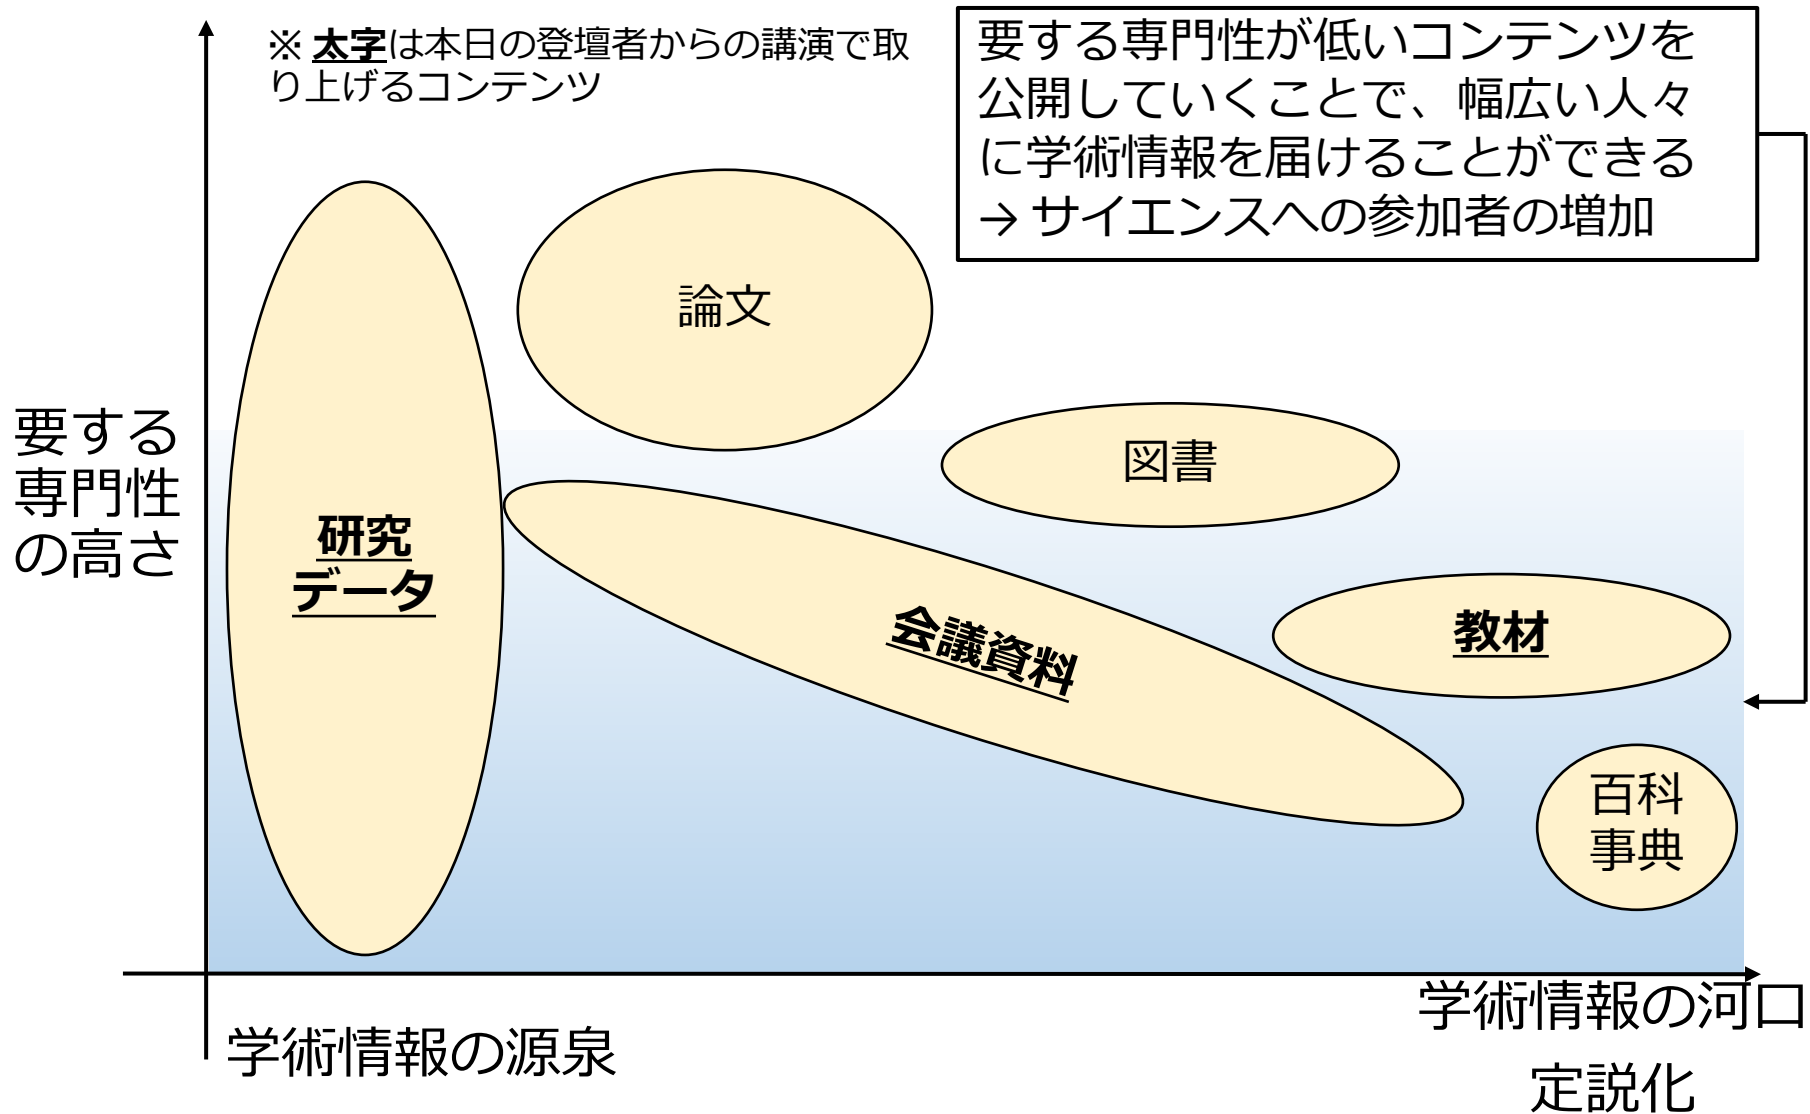 ※ 太字は本日の登壇者からの講演で取
り上げるコンテンツ
要する専門性が低いコンテンツを
公開していくことで、幅広い人々
に学術情報を届けることができる
→ サイエンスへの参加者の増加
論文
要する
専門性
の高さ
図書
研究
データ
会議資料
教材
百科
事典
学術情報の源泉
学術情報の河口
定説化